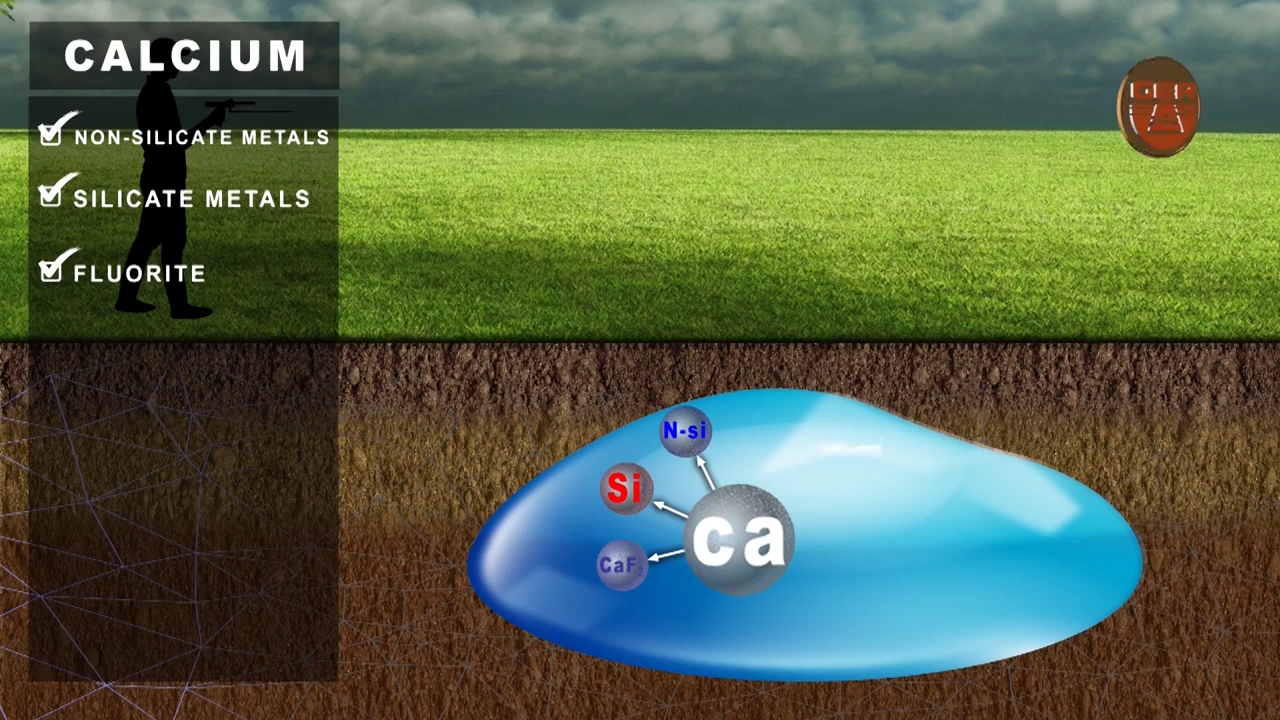 CALCIUM
NON-SILICATE METALS
SILICATE METALS
FLUORITE
N-si
Si
ca
CaF₂